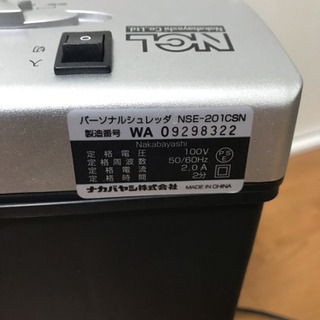 NCL
Nakabayashi Co.,Ltd.
切
入
パーソナルシュレッダ NSE-201CSN
製造番号 WA 09298322
Nakabayashi
定格電圧 100V
定格周波数 50/60Hz
定格電流 2.0A
定格時間 2分
PSE
ナカバヤシ株式会社 MADE IN CHINA